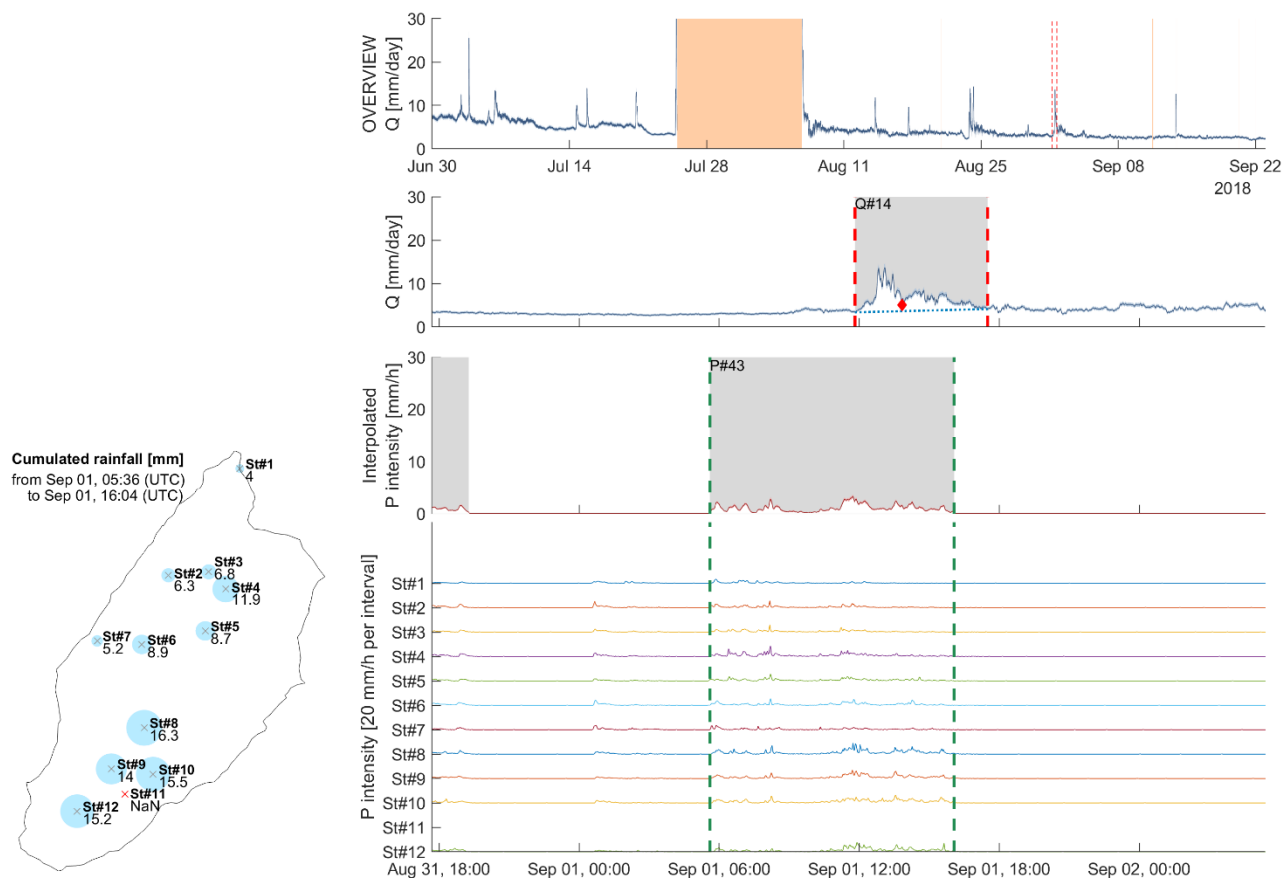 OVERVIEW
Q [mm/day]
30
20
10
0
Jun 30
Jul 14
Jul 28
Aug 11
Aug 25
Sep 08
Sep 22
2018
Q [mm/day]
30
20
10
0
Q#14
Interpolated
P intensity [mm/h]
30
20
10
0
P#43
Cumulated rainfall [mm]
from Sep 01, 05:36 (UTC)
to Sep 01, 16:04 (UTC)
St#1
4
St#2
6.3
St#3
6.8
St#4
11.9
St#5
8.7
St#6
8.9
St#7
5.2
St#8
16.3
St#9
14
St#10
15.5
St#11
NaN
St#12
15.2
P intensity [20 mm/h per interval]
St#1
St#2
St#3
St#4
St#5
St#6
St#7
St#8
St#9
St#10
St#11
St#12
Aug 31, 18:00
Sep 01, 00:00
Sep 01, 06:00
Sep 01, 12:00
Sep 01, 18:00
Sep 02, 00:00